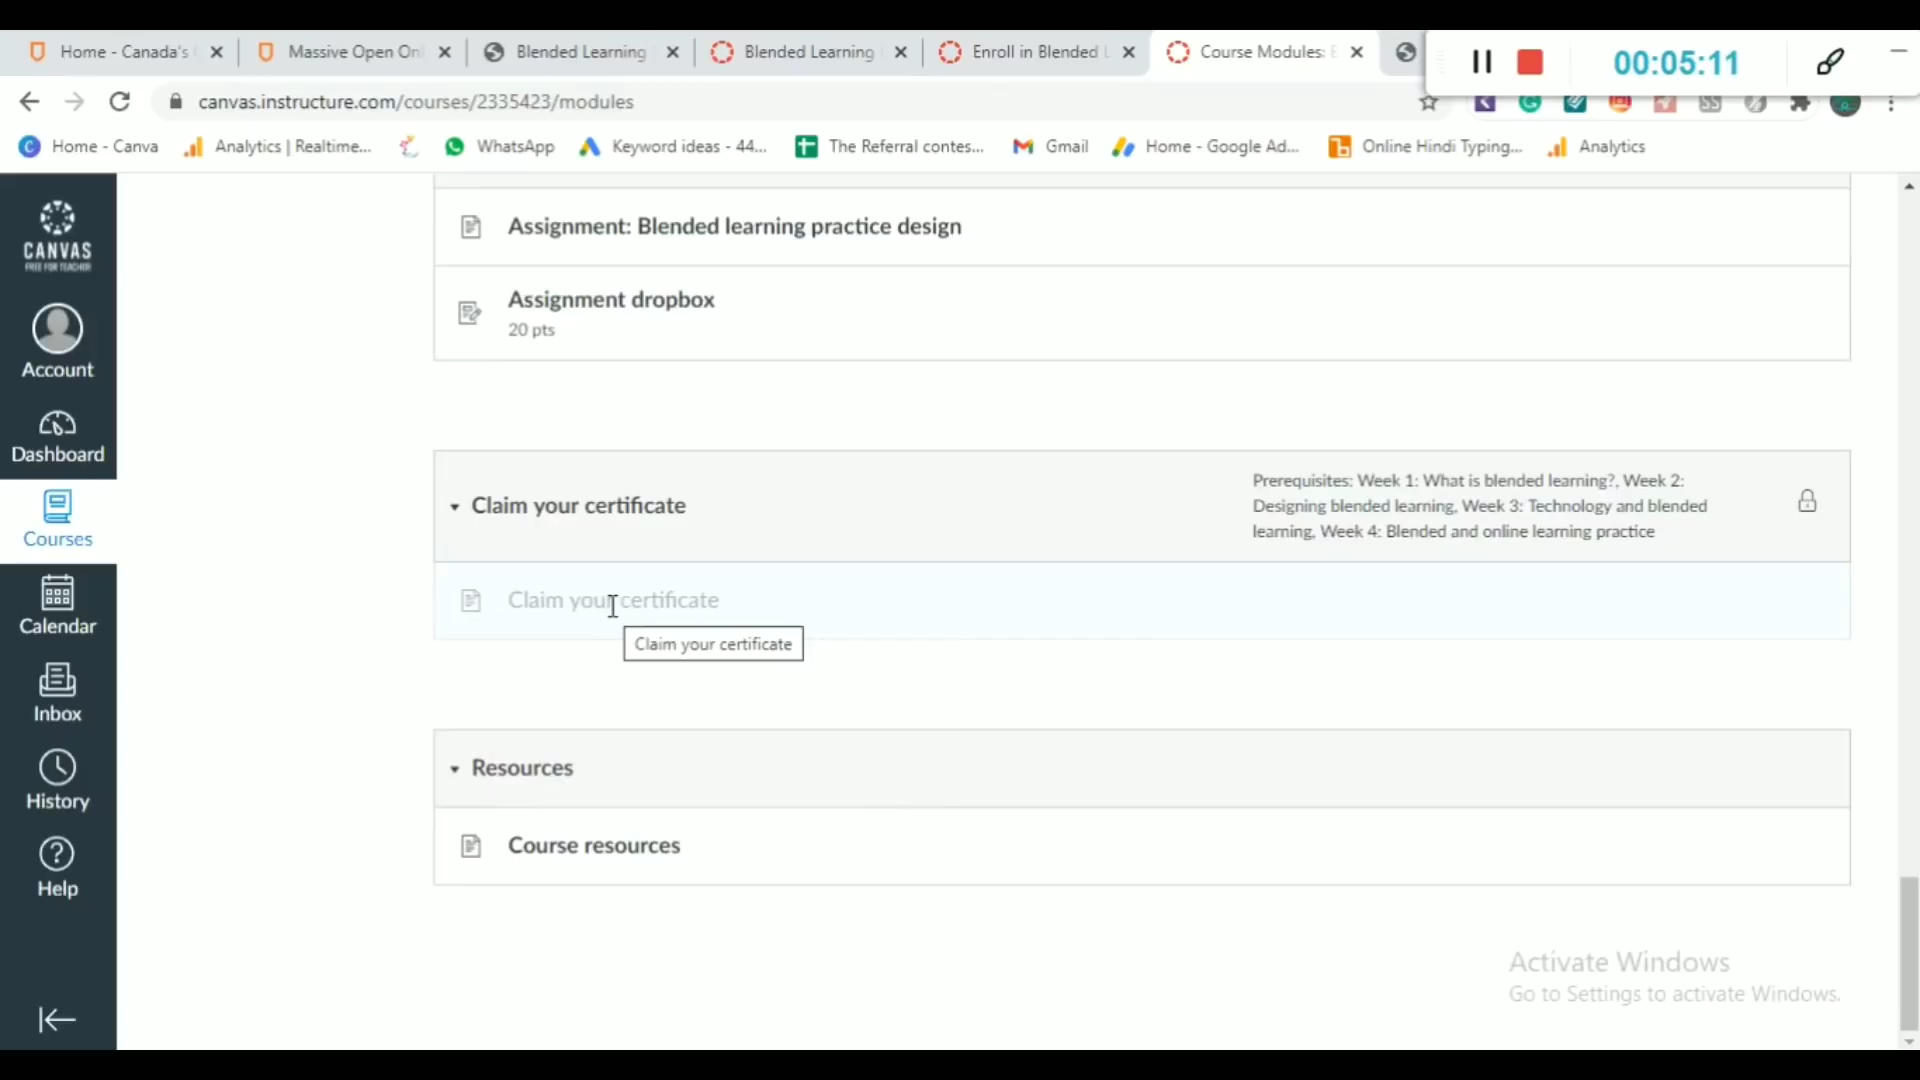 Home - Canada's
Massive Open Onl
Blended Learning
Blended Learning
Enroll in Blended L
Course Modules: B
00:05:11
canvas.instructure.com/courses/2335423/modules
Home - Canva
Analytics | Realtime...
WhatsApp
Keyword ideas - 44...
The Referral contes...
Gmail
Home - Google Ad...
Online Hindi Typing...
Analytics
CANVAS
FREE FOR TEACHER
Account
Dashboard
Courses
Calendar
Inbox
History
Help
Assignment: Blended learning practice design
Assignment dropbox
20 pts
Claim your certificate
Prerequisites: Week 1: What is blended learning?, Week 2:
Designing blended learning, Week 3: Technology and blended
learning, Week 4: Blended and online learning practice
Claim your certificate
Claim your certificate
Resources
Course resources
Activate Windows
Go to Settings to activate Windows.